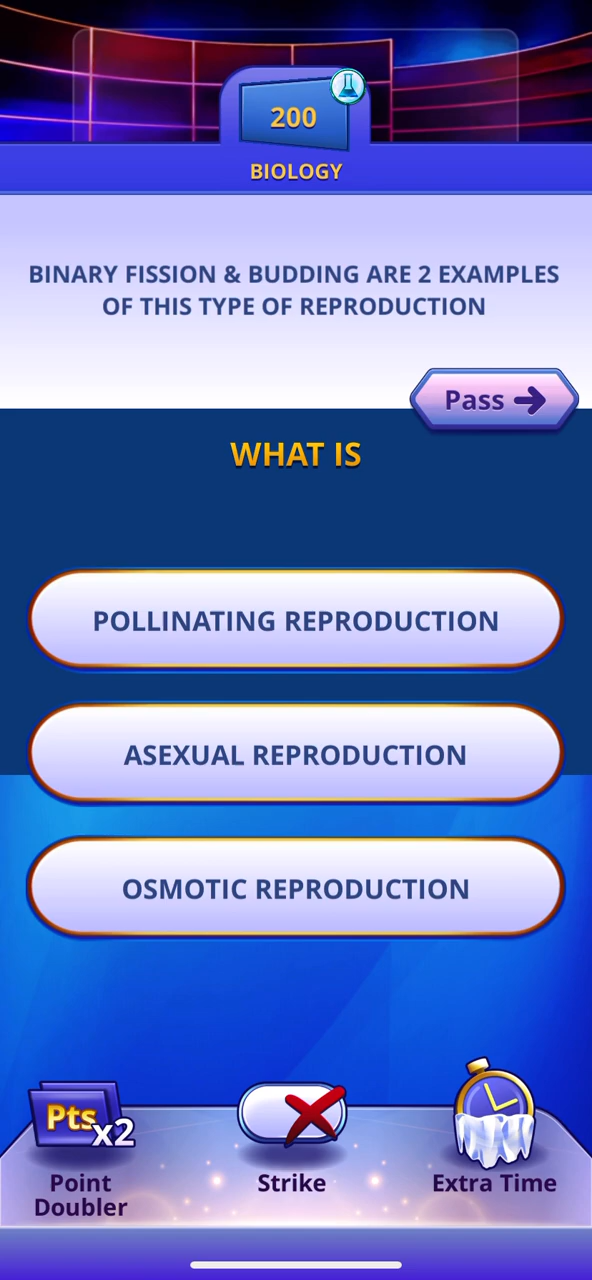 200
BIOLOGY
BINARY FISSION & BUDDING ARE 2 EXAMPLES
OF THIS TYPE OF REPRODUCTION
Pass
WHAT IS
POLLINATING REPRODUCTION
ASEXUAL REPRODUCTION
OSMOTIC REPRODUCTION
Pts x2
Point
Doubler
Strike
Extra Time